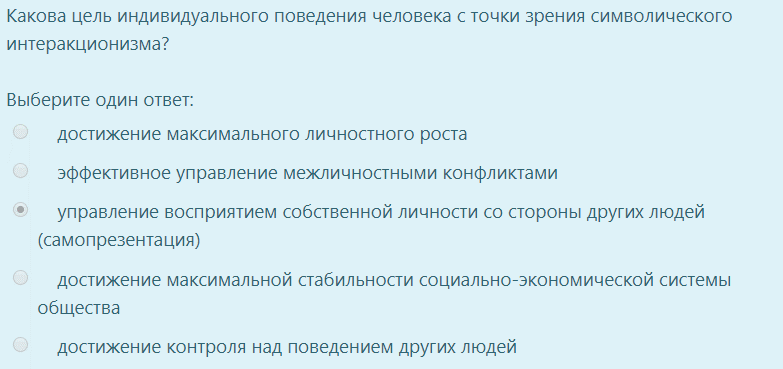 Какова цель индивидуального поведения человека с точки зрения символического
интеракционизма?
Выберите один ответ:
достижение максимального личностного роста
эффективное управление межличностными конфликтами
управление восприятием собственной личности со стороны других людей
(самопрезентация)
достижение максимальной стабильности социально-экономической системы
общества
достижение контроля над поведением других людей